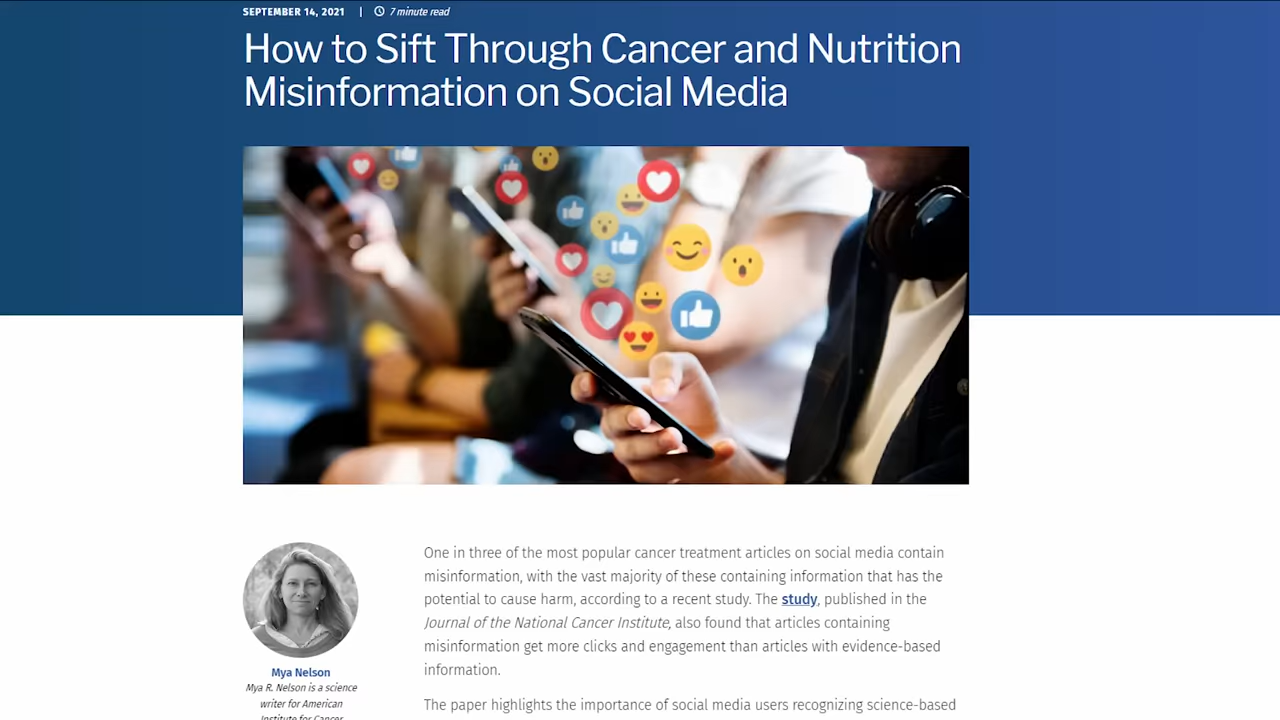 SEPTEMBER 14, 2021 | 7 minute read
How to Sift Through Cancer and Nutrition
Misinformation on Social Media
One in three of the most popular cancer treatment articles on social media contain
misinformation, with the vast majority of these containing information that has the
potential to cause harm, according to a recent study. The study, published in the
Journal of the National Cancer Institute, also found that articles containing
misinformation get more clicks and engagement than articles with evidence-based
information.
The paper highlights the importance of social media users recognizing science-based
Mya Nelson
Mya R. Nelson is a science
writer for American
Institute for Cancer